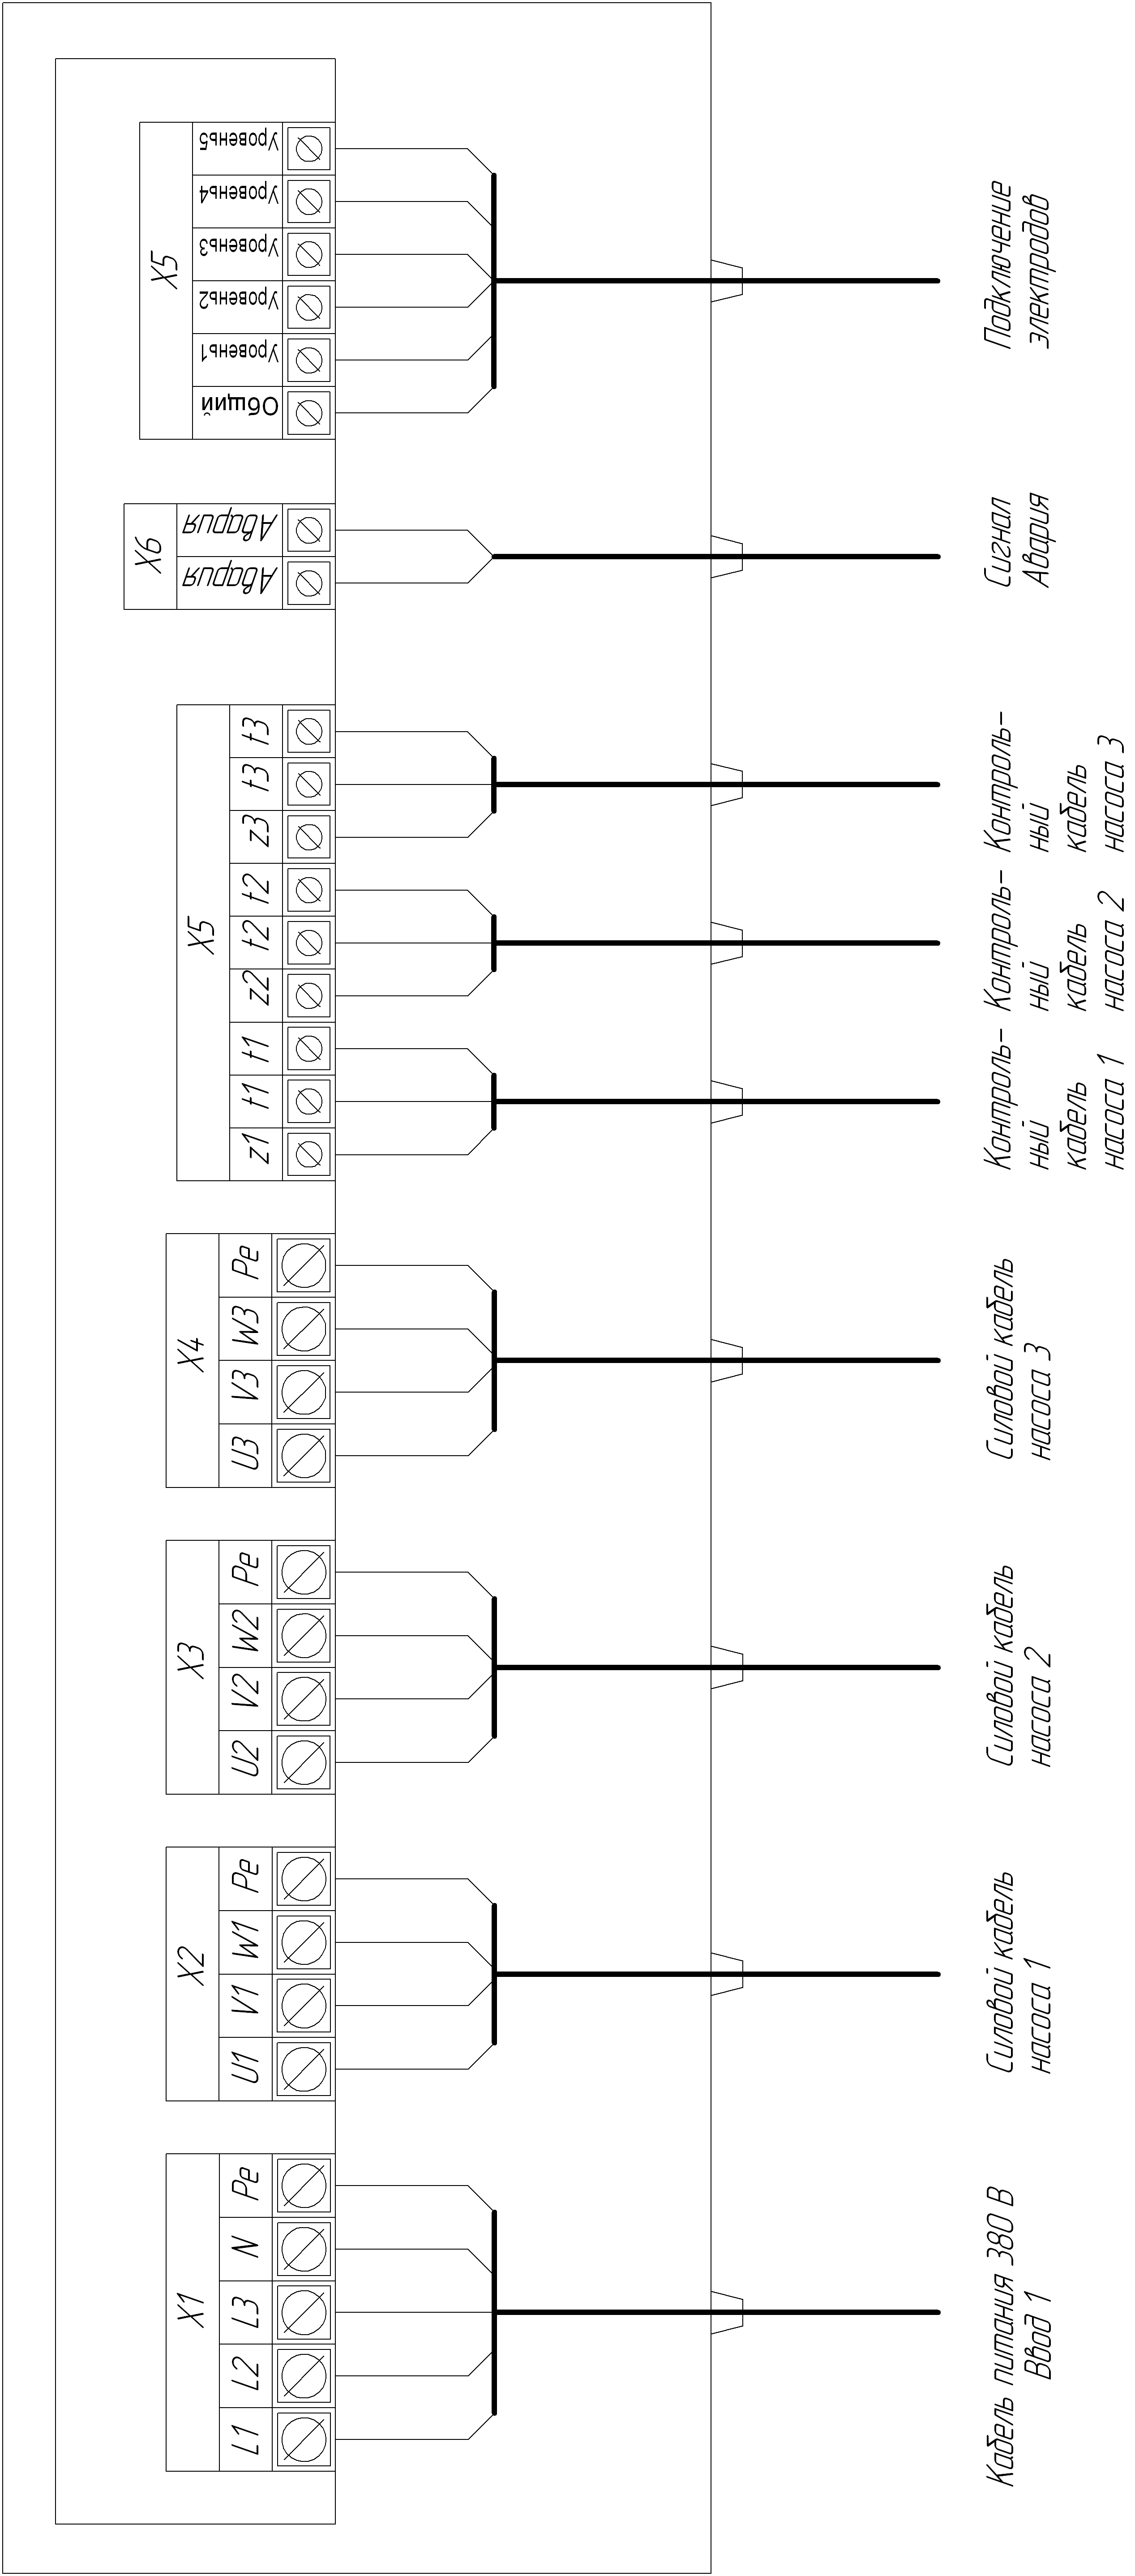 X1
L1
L2
L3
N
Pe
X2
U1
V1
W1
Pe
X3
U2
V2
W2
Pe
X4
U3
V3
W3
Pe
X5
z1
t1
t1
z2
t2
t2
z3
t3
t3
X6
Авария
Авария
X5
Общий
Уровень1
Уровень2
Уровень3
Уровень4
Уровень5
Кабель питания 380 В
Ввод 1
Силовой кабель
насоса 1
Силовой кабель
насоса 2
Силовой кабель
насоса 3
Контроль-
ный
кабель
насоса 1
Контроль-
ный
кабель
насоса 2
Контроль-
ный
кабель
насоса 3
Сигнал
Авария
Подключение
электродов